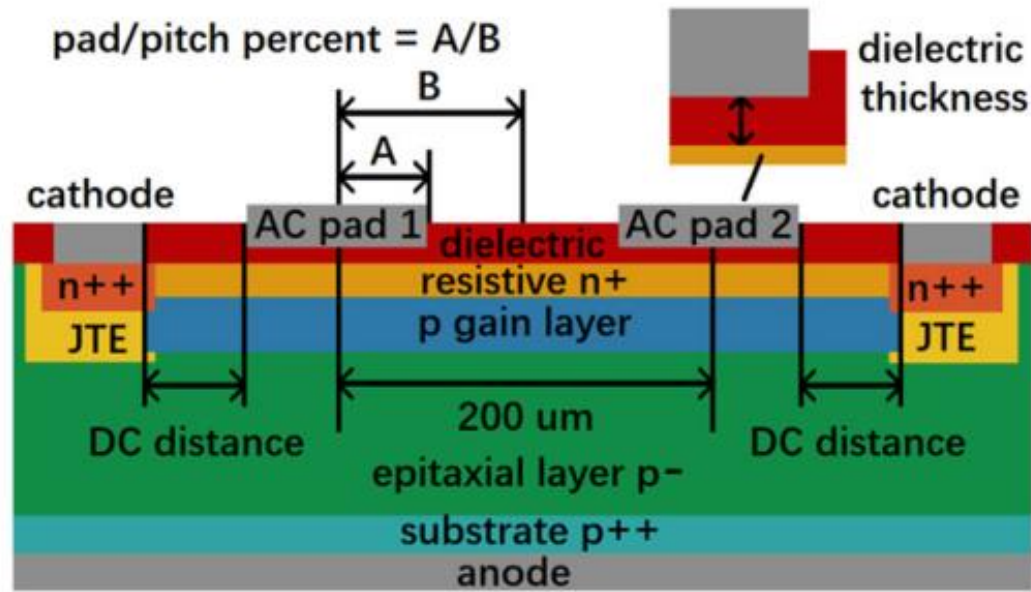 pad/pitch percent = A/B
B
A
dielectric
thickness
cathode
cathode
AC pad 1
AC pad 2
dielectric
n++
resistive n+
n++
JTE
p gain layer
JTE
DC distance
200 um
DC distance
epitaxial layer p-
substrate p++
anode